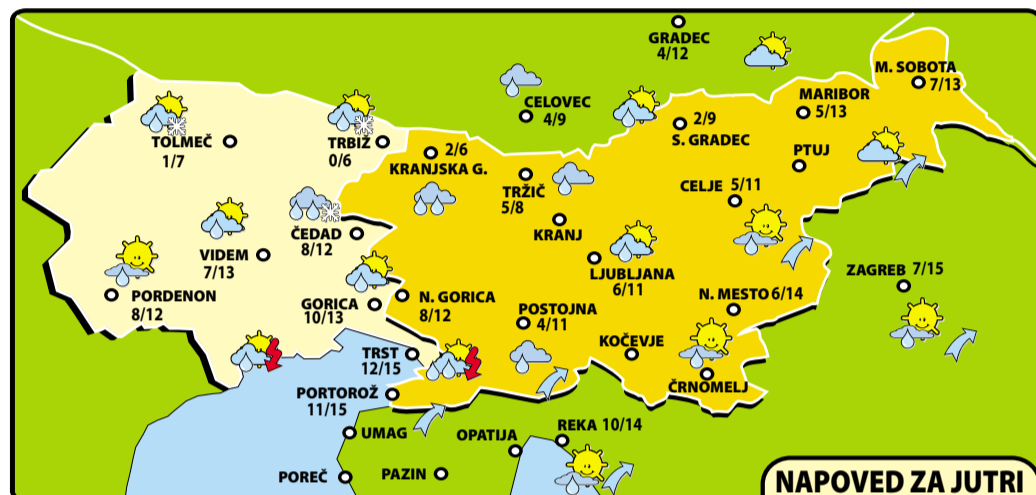 GRADEC
4/12
M. SOBOTA
7/13
MARIBOR
5/13
CELOVEC
4/9
2/9
S. GRADEC
TOLMEČ
1/7
TRBIŽ
0/6
2/6
KRANJSKA G.
PTUJ
TRŽIČ
5/8
CELJE 5/11
KRANJ
ČEDAD
8/12
VIDEM
7/13
LJUBLJANA
6/11
ZAGREB 7/15
PORDENON
8/12
GORICA
10/13
N. GORICA
8/12
N. MESTO 6/14
POSTOJNA
4/11
KOČEVJE
TRST
12/15
ČRNOMELJ
PORTOROŽ
11/15
UMAG
OPATIJA
REKA 10/14
POREČ
PAZIN
NAPOVED ZA JUTRI